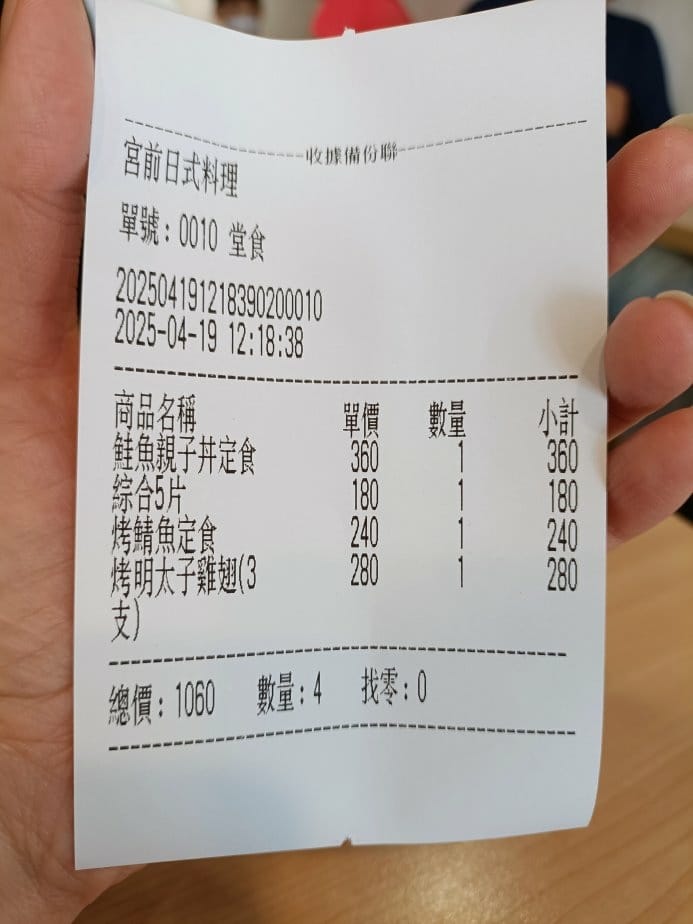 收據備份聯
宮前日式料理
單號:0010 堂食
202504191218390200010
2025-04-19 12:18:38
商品名稱 單價 數量 小計
鮭魚親子丼定食 360 1 360
綜合5片 180 1 180
烤鯖魚定食 240 1 240
烤明太子雞翅(3 280 1 280
支)
總價:1060 數量:4 找零:0